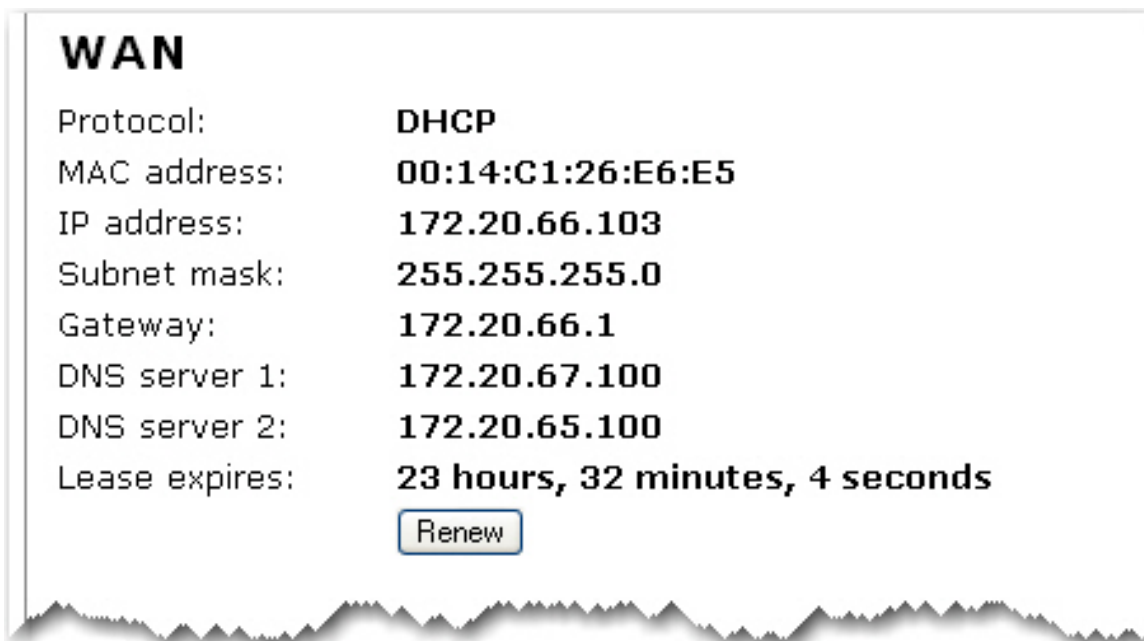 WAN
Protocol: DHCP
MAC address: 00:14:C1:26:E6:E5
IP address: 172.20.66.103
Subnet mask: 255.255.255.0
Gateway: 172.20.66.1
DNS server 1: 172.20.67.100
DNS server 2: 172.20.65.100
Lease expires: 23 hours, 32 minutes, 4 seconds
Renew